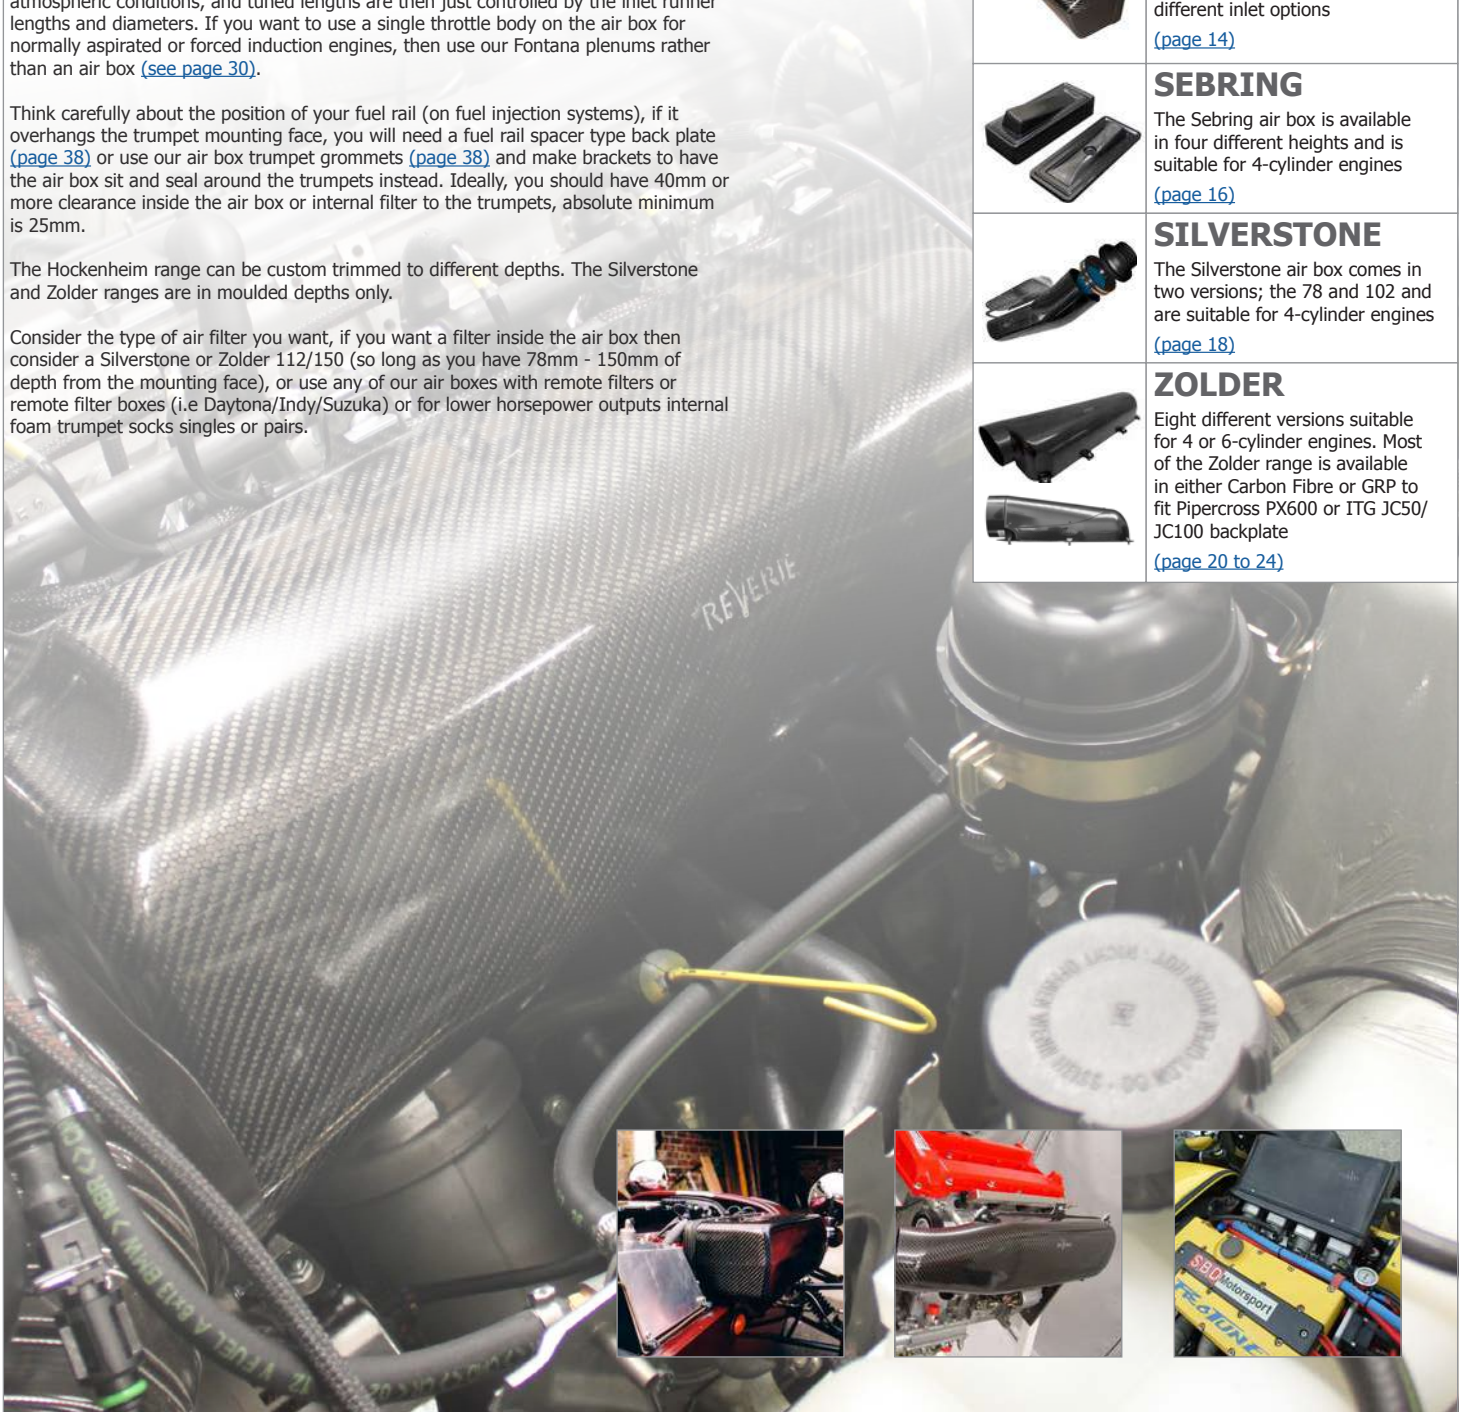 atmospheric conditions, and tuned lengths are then just controlled by the inlet runner
lengths and diameters. If you want to use a single throttle body on the air box for
normally aspirated or forced induction engines, then use our Fontana plenums rather
than an air box (see page 30).
Think carefully about the position of your fuel rail (on fuel injection systems), if it
overhangs the trumpet mounting face, you will need a fuel rail spacer type back plate
(page 38) or use our air box trumpet grommets (page 38) and make brackets to have
the air box sit and seal around the trumpets instead. Ideally, you should have 40mm or
more clearance inside the air box or internal filter to the trumpets, absolute minimum
is 25mm.
The Hockenheim range can be custom trimmed to different depths. The Silverstone
and Zolder ranges are in moulded depths only.
Consider the type of air filter you want, if you want a filter inside the air box then
consider a Silverstone or Zolder 112/150 (so long as you have 78mm - 150mm of
depth from the mounting face), or use any of our air boxes with remote filters or
remote filter boxes (i.e Daytona/Indy/Suzuka) or for lower horsepower outputs internal
foam trumpet socks singles or pairs.
different inlet options
(page 14)
SEBRING
The Sebring air box is available
in four different heights and is
suitable for 4-cylinder engines
(page 16)
SILVERSTONE
The Silverstone air box comes in
two versions; the 78 and 102 and
are suitable for 4-cylinder engines
(page 18)
ZOLDER
Eight different versions suitable
for 4 or 6-cylinder engines. Most
of the Zolder range is available
in either Carbon Fibre or GRP to
fit Pipercross PX600 or ITG JC50/
JC100 backplate
(page 20 to 24)
REVERIE
SBD Motorsport